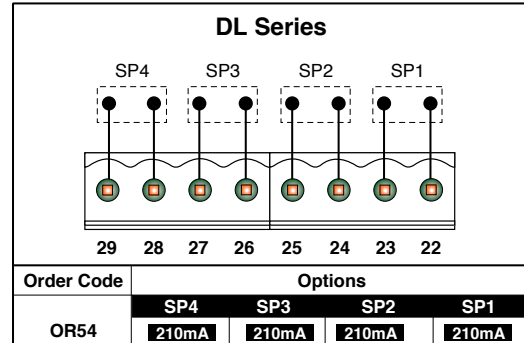 DL Series
SP4 SP3 SP2 SP1
29 28 27 26 25 24 23 22
Order Code Options
SP4 SP3 SP2 SP1
OR54 210mA 210mA 210mA 210mA